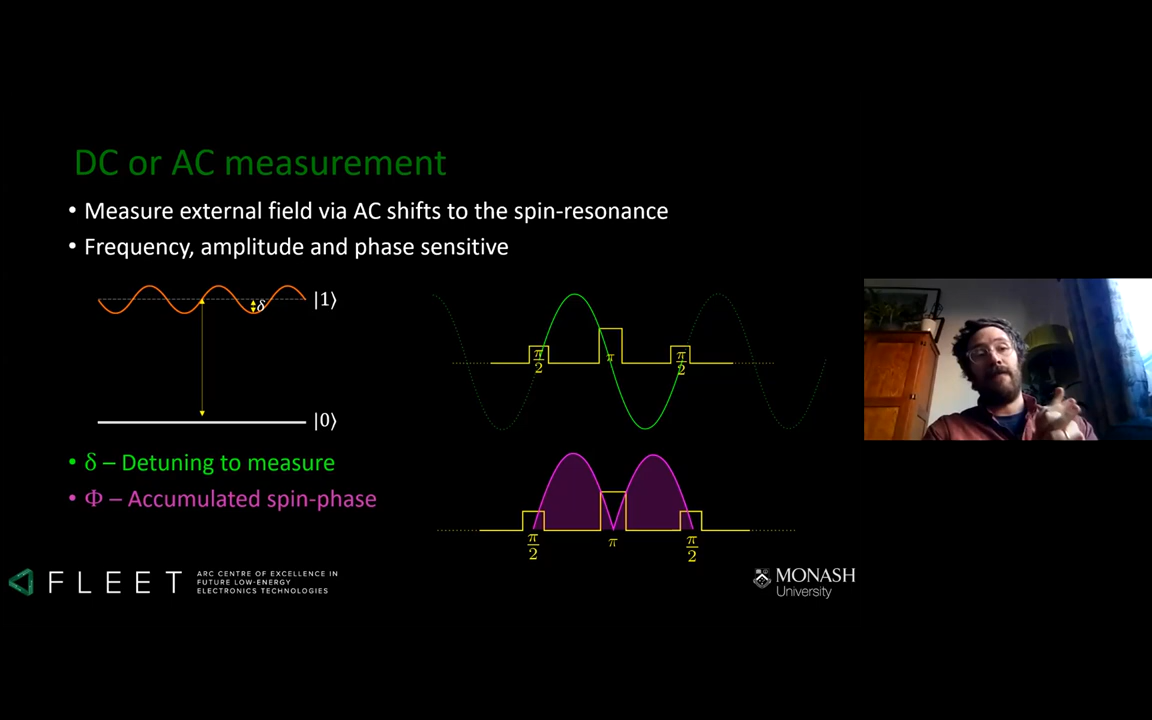 DC or AC measurement
• Measure external field via AC shifts to the spin-resonance
• Frequency, amplitude and phase sensitive
|1⟩
δ
π/2
π
π/2
|0⟩
• δ – Detuning to measure
• Φ – Accumulated spin-phase
π/2
π
π/2
FLEET
ARC CENTRE OF EXCELLENCE IN
FUTURE LOW-ENERGY
ELECTRONICS TECHNOLOGIES
MONASH
University